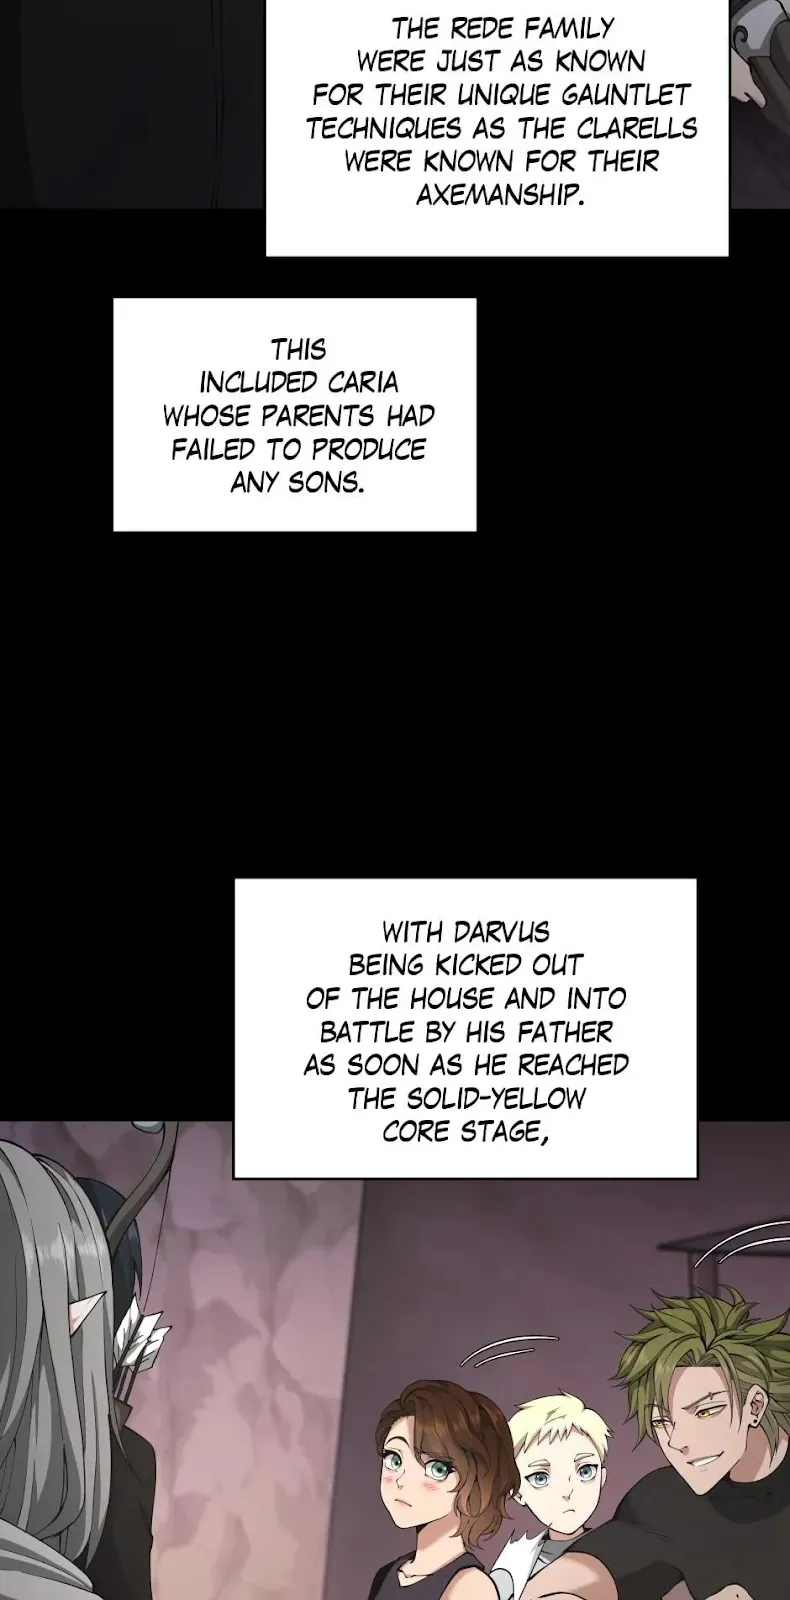 THE REDE FAMILY
WERE JUST AS KNOWN
FOR THEIR UNIQUE GAUNTLET
TECHNIQUES AS THE CLARELLS
WERE KNOWN FOR THEIR
AXEMANSHIP.
THIS
INCLUDED CARIA
WHOSE PARENTS HAD
FAILED TO PRODUCE
ANY SONS.
WITH DARVUS
BEING KICKED OUT
OF THE HOUSE AND INTO
BATTLE BY HIS FATHER
AS SOON AS HE REACHED
THE SOLID-YELLOW
CORE STAGE,